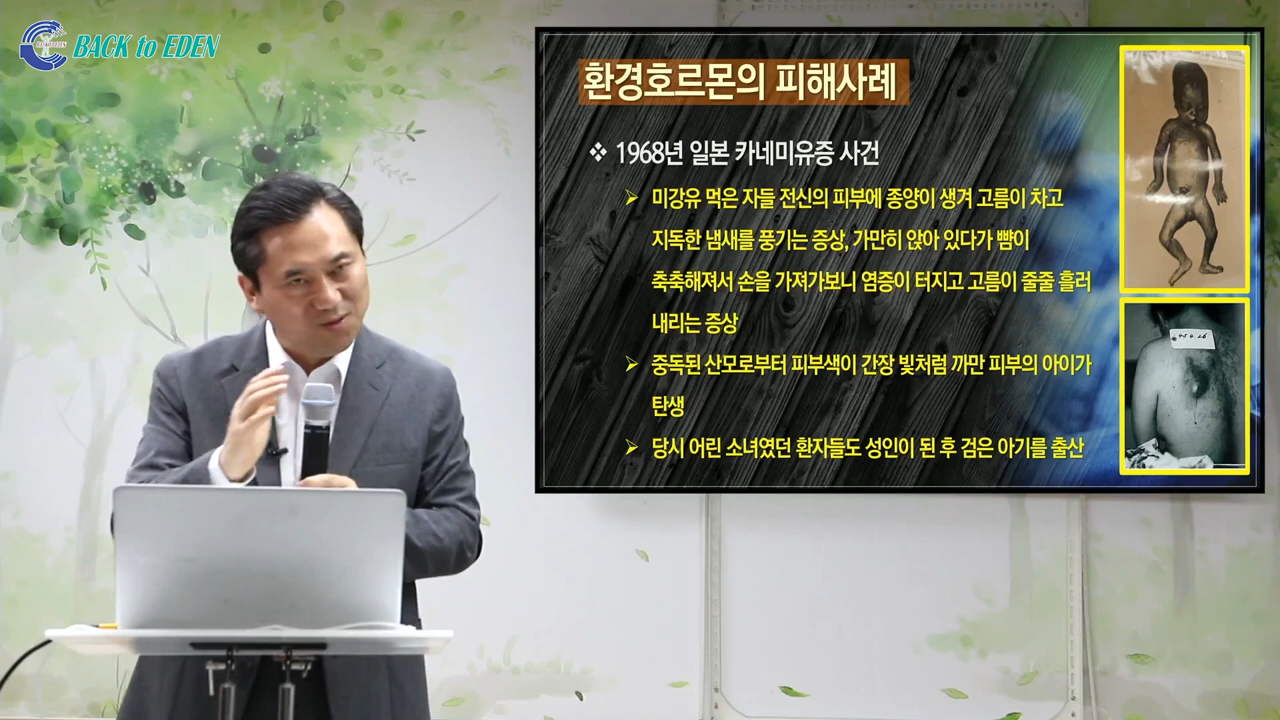 BACK to EDEN
환경호르몬의 피해사례
❖ 1968년 일본 카네미유증 사건
➢ 미강유 먹은 자들 전신의 피부에 종양이 생겨 고름이 차고
지독한 냄새를 풍기는 증상, 가만히 앉아 있다가 뺨이
축축해져서 손을 가져가보니 염증이 터지고 고름이 줄줄 흘러
내리는 증상
➢ 중독된 산모로부터 피부색이 간장 빛처럼 까만 피부의 아이가
탄생
➢ 당시 어린 소녀였던 환자들도 성인이 된 후 검은 아기를 출산